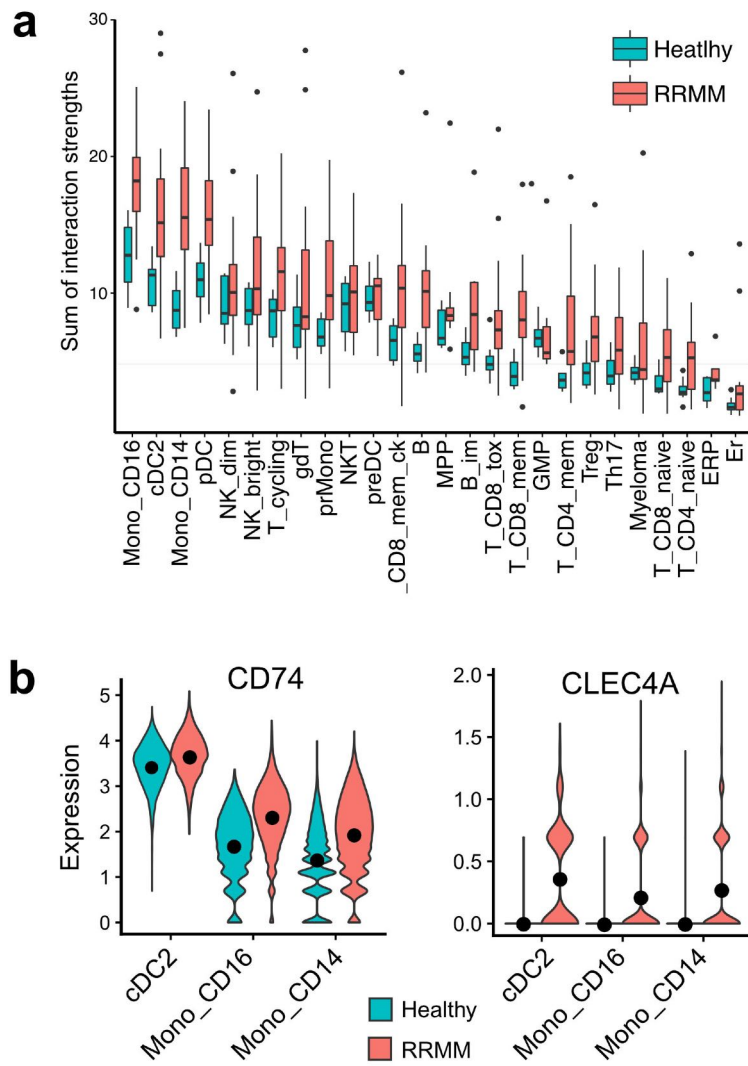 a
30
20
10
Sum of interaction strengths
Heatlhy
RRMM
Mono_CD16
cDC2
Mono_CD14
pDC
NK_dim
NK_bright
T_cycling
gdT
prMono
NKT
preDC
_CD8_mem_ck
B
MPP
B_im
T_CD8_tox
T_CD8_mem
GMP
T_CD4_mem
Treg
Th17
Myeloma
T_CD8_naive
T_CD4_naive
ERP
Er
b
CD74
5
4
3
2
1
0
Expression
cDC2
Mono_CD16
Mono_CD14
CLEC4A
2.0
1.5
1.0
0.5
0.0
cDC2
Mono_CD16
Mono_CD14
Healthy
RRMM